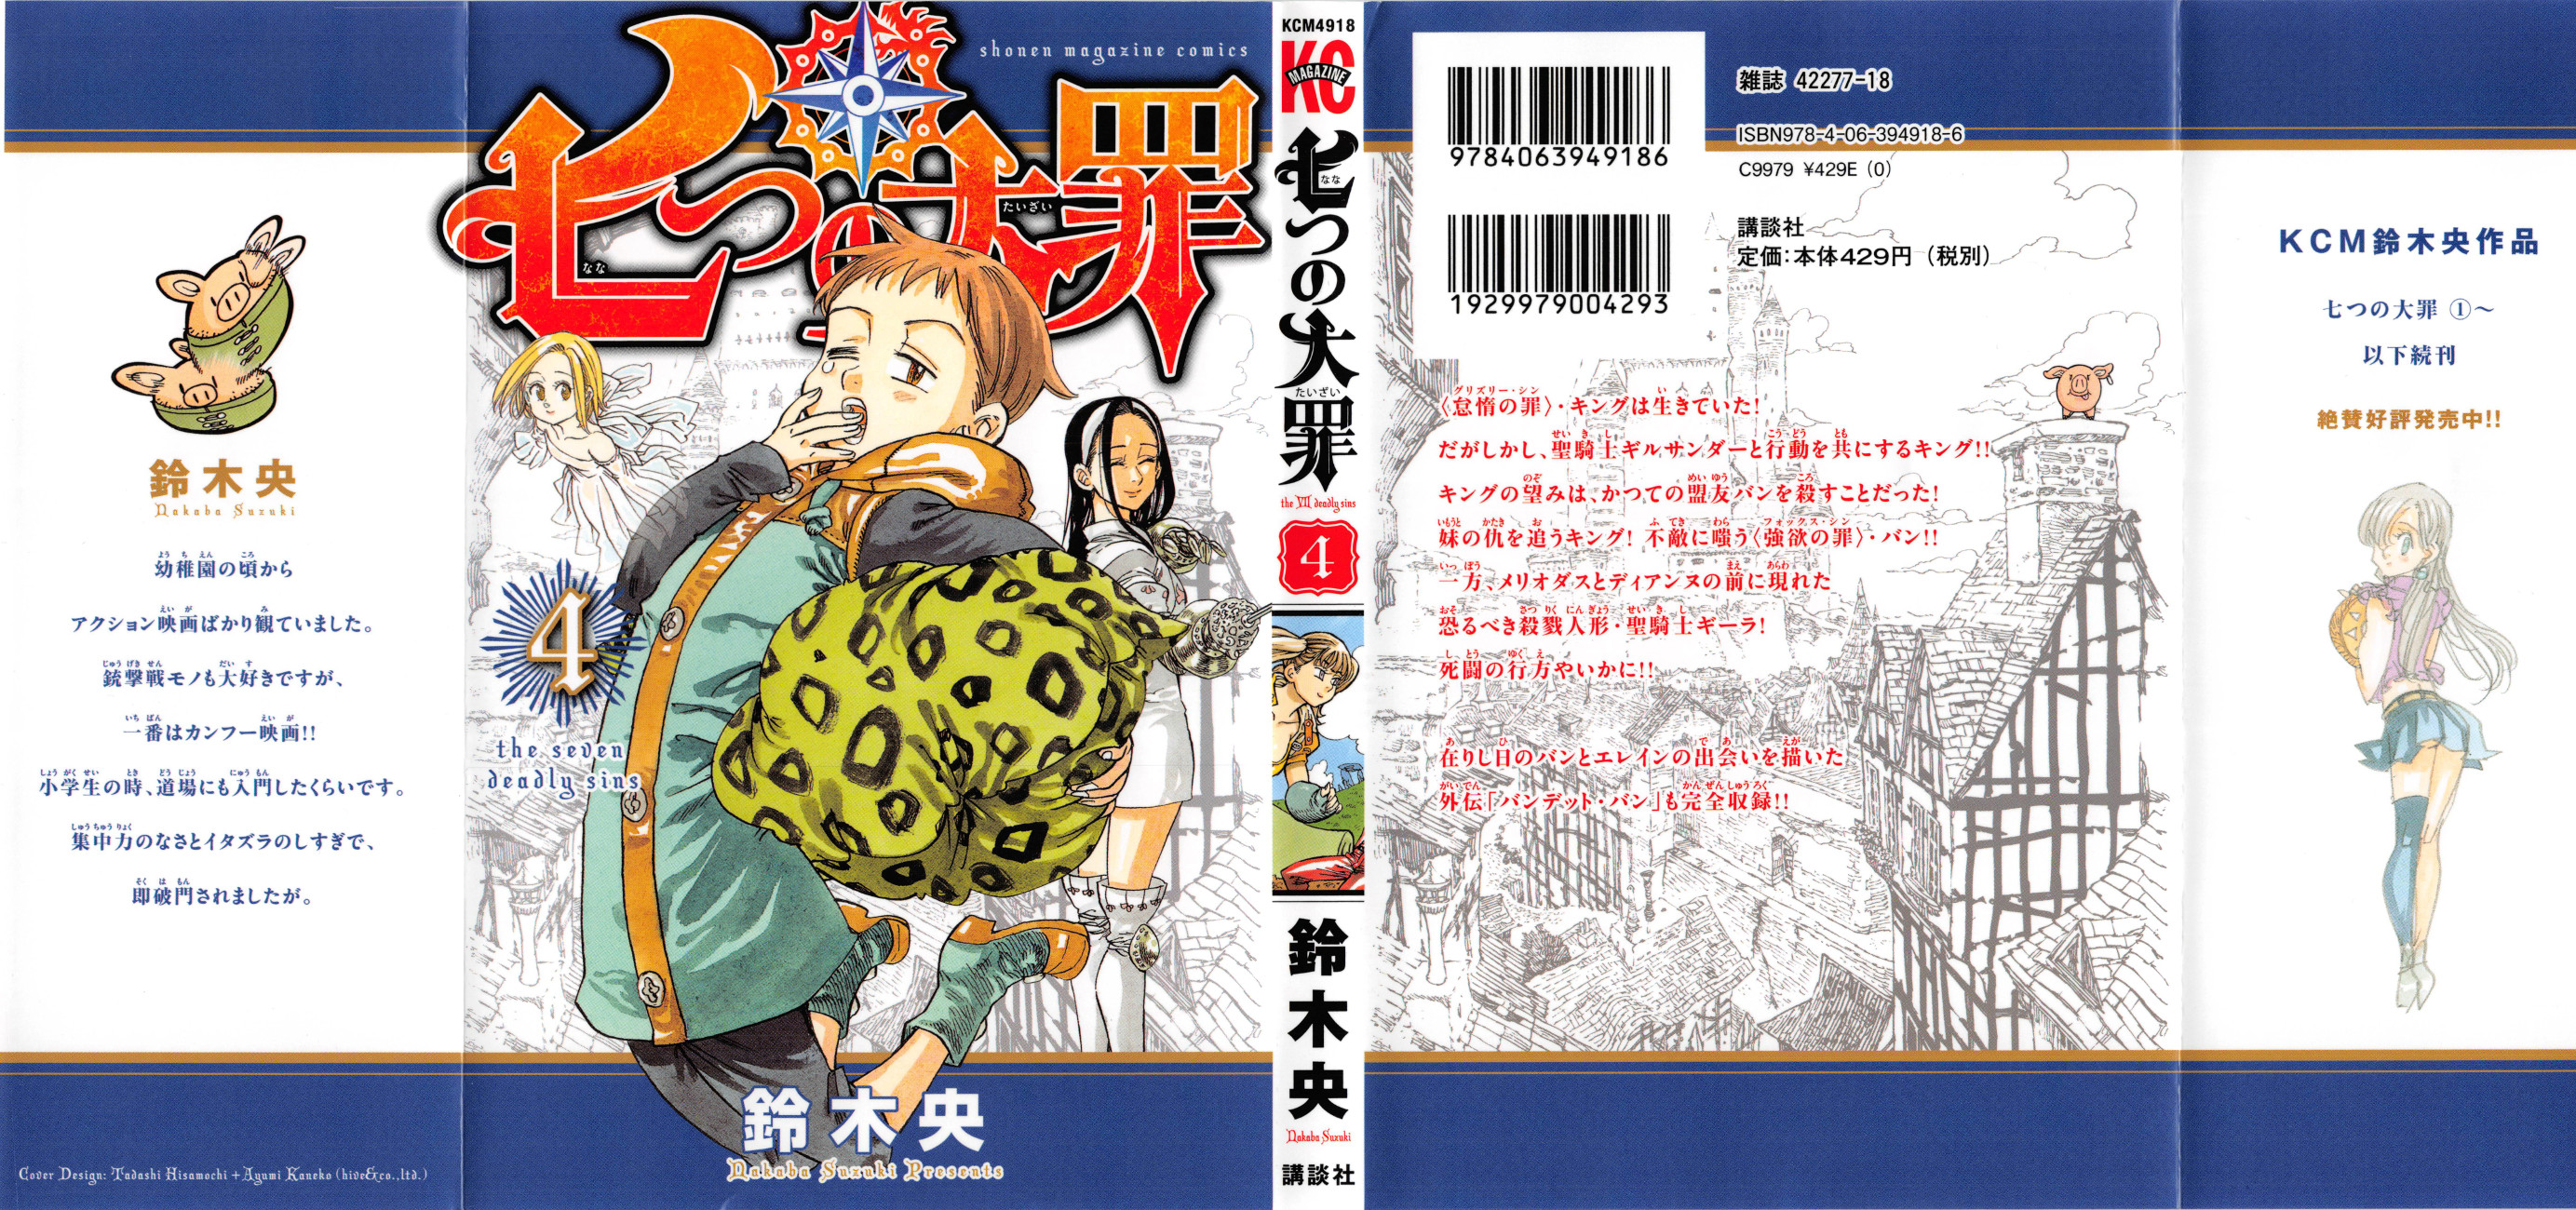 鈴木央
Nakaba Suzuki
幼稚園の頃から
アクション映画ばかり観ていました。
銃撃戦モノも大好きですが、
一番はカンフー映画!!
小学生の時、道場にも入門したくらいです。
集中力のなさとイタズラのしすぎで、
即破門されましたが。
Cover Design: Tadashi Hisamochi + Ayumi Kaneko (hive&co.,ltd.)
shonen magazine comics
七つの大罪
なな
たいざい
4
the seven
deadly sins
鈴木央
Nakaba Suzuki Presents
KCM4918
KC
MAGAZINE
七つの大罪
なな
たいざい
the VII deadly sins
4
鈴木央
Nakaba Suzuki
講談社
9784063949186
1929979004293
雑誌 42277-18
ISBN978-4-06-394918-6
C9979 ¥429E (0)
講談社
定価:本体429円(税別)
〈怠惰の罪〉・キングは生きていた!
だがしかし、聖騎士ギルサンダーと行動を共にするキング!!
キングの望みは、かつての盟友バンを殺すことだった!
妹の仇を追うキング! 不敵に嗤う〈強欲の罪〉・バン!!
一方、メリオダスとディアンヌの前に現れた
恐るべき殺戮人形・聖騎士ギーラ!
死闘の行方やいかに!!
在りし日のバンとエレインの出会いを描いた
外伝「バンデット・バン」も完全収録!!
KCM鈴木央作品
七つの大罪 ①〜
以下続刊
絶賛好評発売中!!